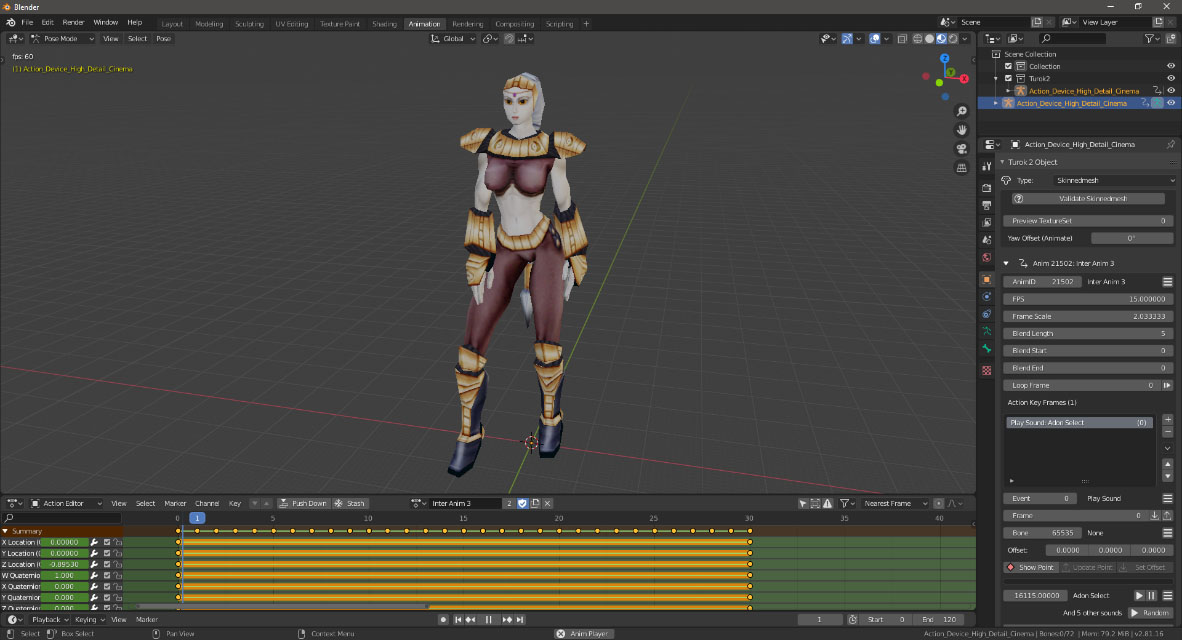 Blender
File Edit Render Window Help
Layout Modeling Sculpting UV Editing Texture Paint Shading Animation Rendering Compositing Scripting +
Scene
View Layer
Pose Mode View Select Pose
Global
fps: 60
(1) Action_Device_High_Detail_Cinema
Z
Y
X
Scene Collection
Collection
Turok2
Action_Device_High_Detail_Cinema
Action_Device_High_Detail_Cinema
Action_Device_High_Detail_Cinema
Turok 2 Object
Type: Skinnedmesh
Validate Skinnedmesh
Preview TextureSet 0
Yaw Offset (Animate) 0°
Anim 21502: Inter Anim 3
AnimID 21502 Inter Anim 3
FPS 15.000000
Frame Scale 2.033333
Blend Length 5
Blend Start 0
Blend End 0
Loop Frame 0
Action Key Frames (1)
Play Sound: Adon Select (0)
Event 0 Play Sound
Frame 0
Bone 65535 None
Offset: 0.0000 0.0000 0.0000
Show Point Update Point Set Offset
16115.00000 Adon Select
And 5 other sounds Random
Action Editor View Select Marker Channel Key Push Down Stash Inter Anim 3 2 Nearest Frame
0 1 5 10 15 20 25 30 35 40
Summary
X Location ( 0.00000
Y Location (0.00000
Z Location (-0.89530
W Quaternio 1.000
X Quaternio 0.000
Y Quaternion 0.000
Z Quaternio 0.000
Playback Keying View Marker
1 Start 0 End 120
Select Box Select Pan View Context Menu Anim Player
Action_Device_High_Detail_Cinema | Bones:0/72 | Mem: 79.2 MiB | v2.81.16